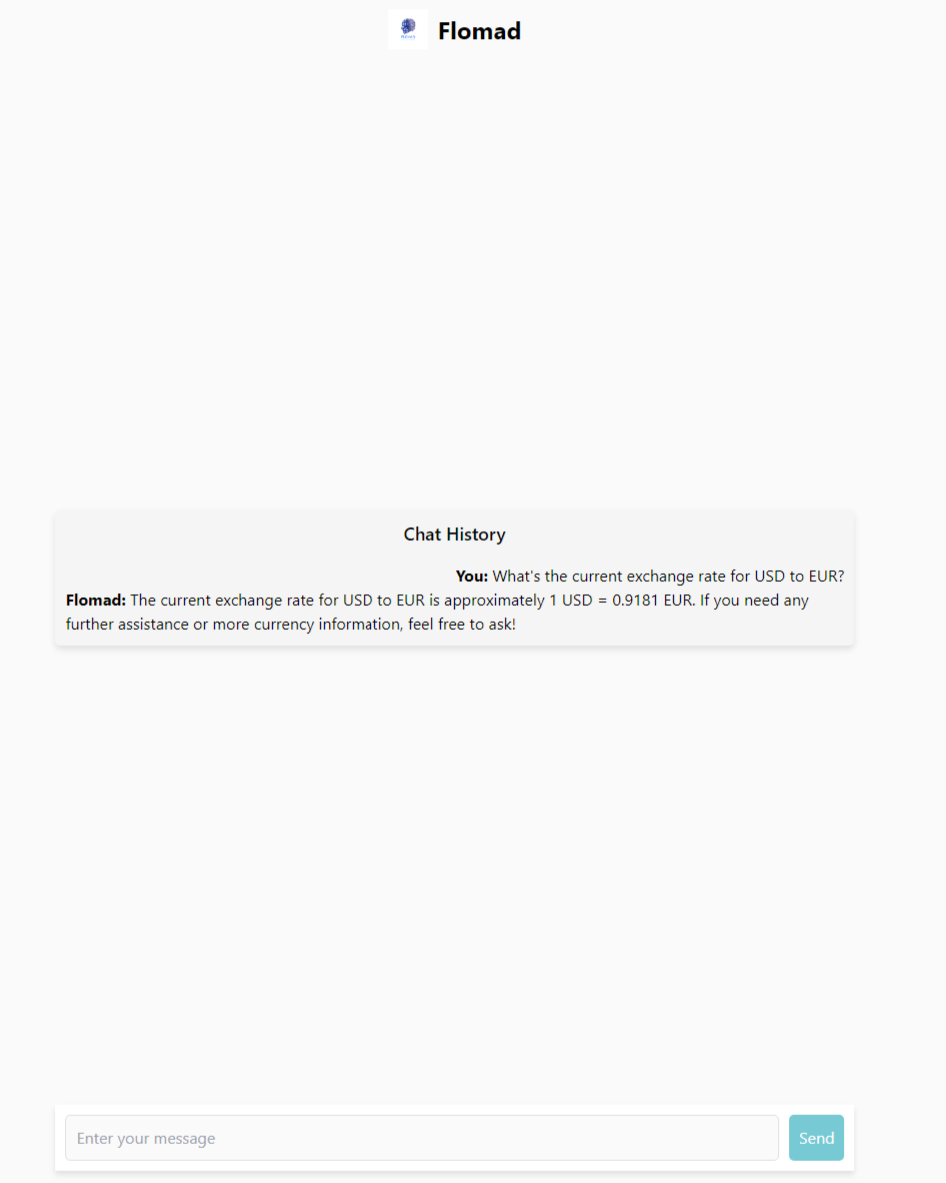 Flomad
Chat History
You: What's the current exchange rate for USD to EUR?
Flomad: The current exchange rate for USD to EUR is approximately 1 USD = 0.9181 EUR. If you need any
further assistance or more currency information, feel free to ask!
Enter your message
Send